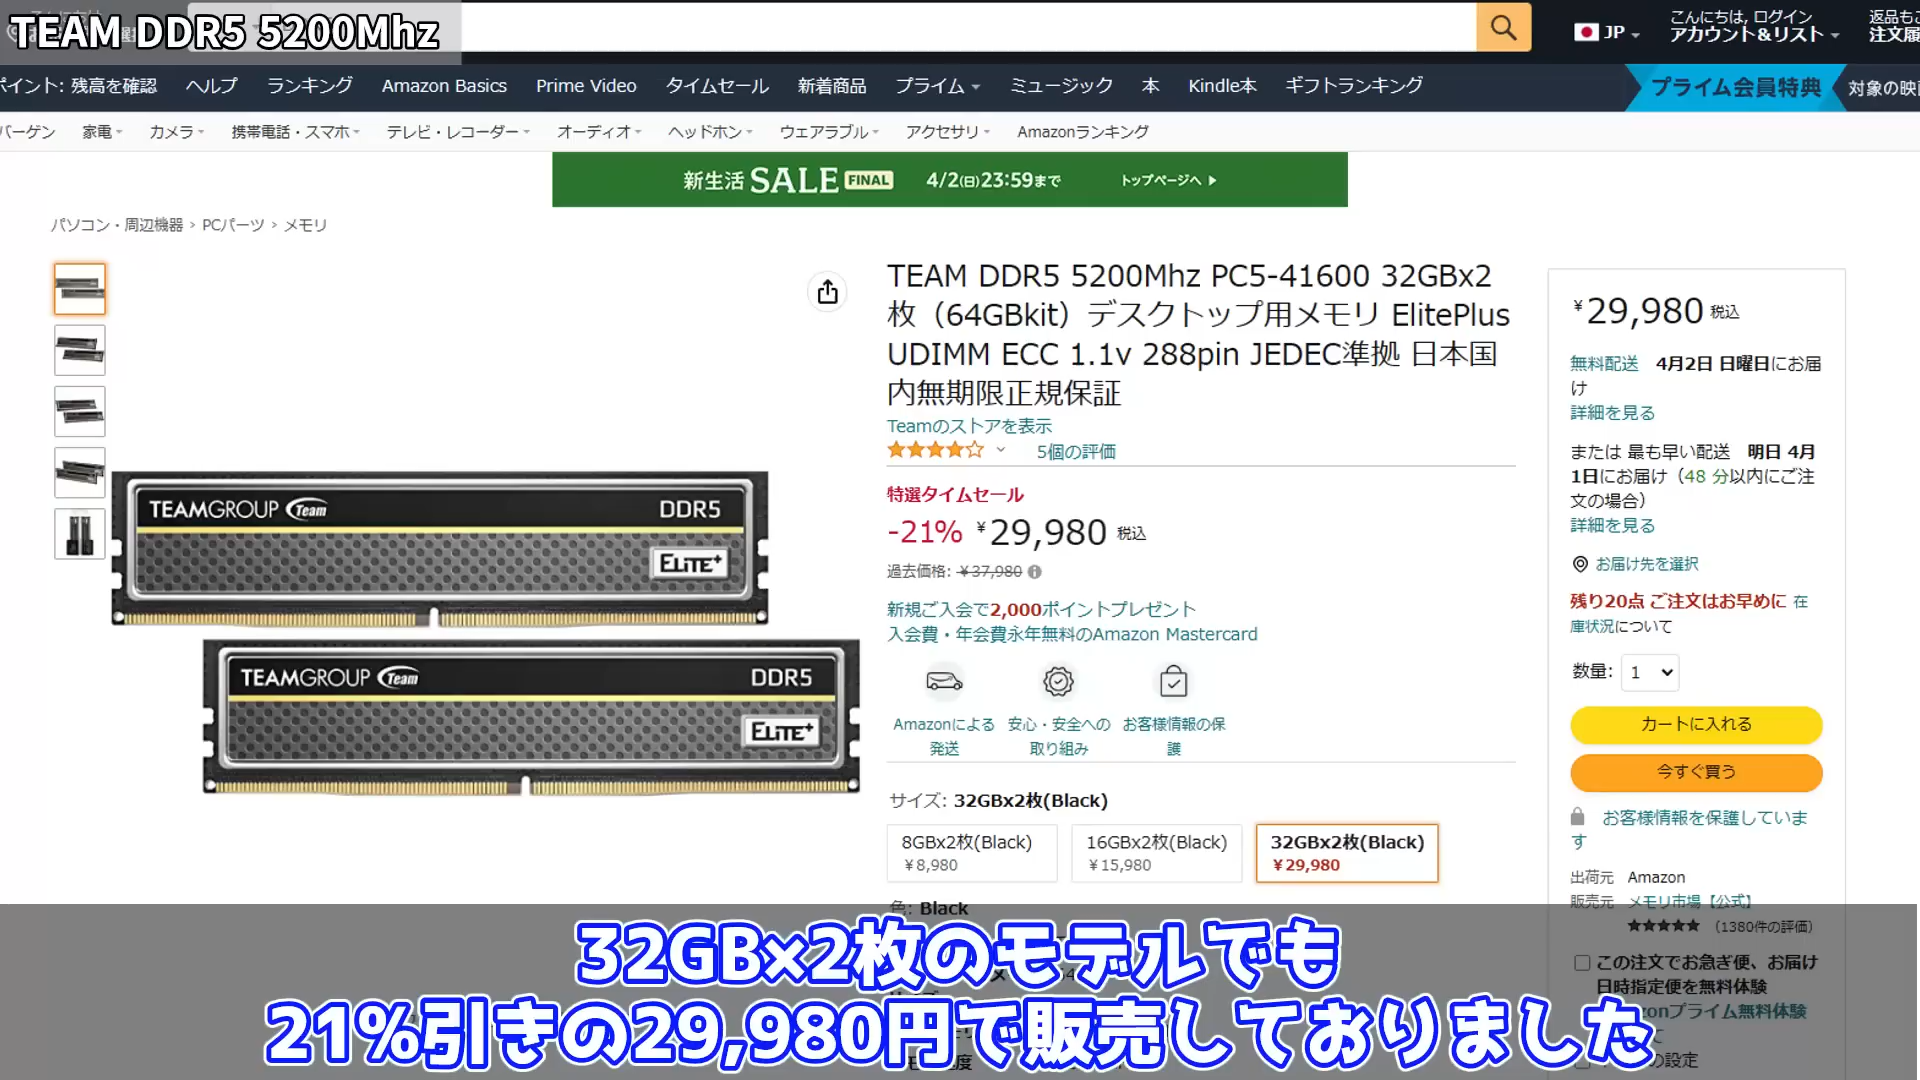 TEAM DDR5 5200Mhz
JP
こんにちは, ログイン
アカウント&リスト
返品もこ
注文履
ポイント: 残高を確認 ヘルプ ランキング Amazon Basics Prime Video タイムセール 新着商品 プライム ミュージック 本 Kindle本 ギフトランキング
プライム会員特典 対象の映画
バーゲン 家電 カメラ 携帯電話・スマホ テレビ・レコーダー オーディオ ヘッドホン ウェアラブル アクセサリ Amazonランキング
新生活 SALE FINAL 4/2(日)23:59まで トップページへ
パソコン・周辺機器 › PCパーツ › メモリ
TEAMGROUP Team DDR5
ELITE+
TEAMGROUP Team DDR5
ELITE+
TEAM DDR5 5200Mhz PC5-41600 32GBx2
枚（64GBkit）デスクトップ用メモリ ElitePlus
UDIMM ECC 1.1v 288pin JEDEC準拠 日本国
内無期限正規保証
Teamのストアを表示
5個の評価
特選タイムセール
-21% ¥29,980 税込
過去価格: ¥37,980
新規ご入会で2,000ポイントプレゼント
入会費・年会費永年無料のAmazon Mastercard
Amazonによる
発送
安心・安全への
取り組み
お客様情報の保
護
サイズ: 32GBx2枚(Black)
8GBx2枚(Black)
¥8,980
16GBx2枚(Black)
¥15,980
32GBx2枚(Black)
¥29,980
色: Black
¥29,980 税込
無料配送 4月2日 日曜日にお届
け
詳細を見る
または 最も早い配送 明日 4月
1日にお届け（48 分以内にご注
文の場合）
詳細を見る
お届け先を選択
残り20点 ご注文はお早めに 在
庫状況について
数量: 1
カートに入れる
今すぐ買う
お客様情報を保護していま
す
出荷元 Amazon
販売元 メモリ市場【公式】
★★★★★ （1380件の評価）
この注文でお急ぎ便、お届け
日時指定便を無料体験
zonプライム無料体験
の設定
32GB×2枚のモデルでも
21%引きの29,980円で販売しておりました